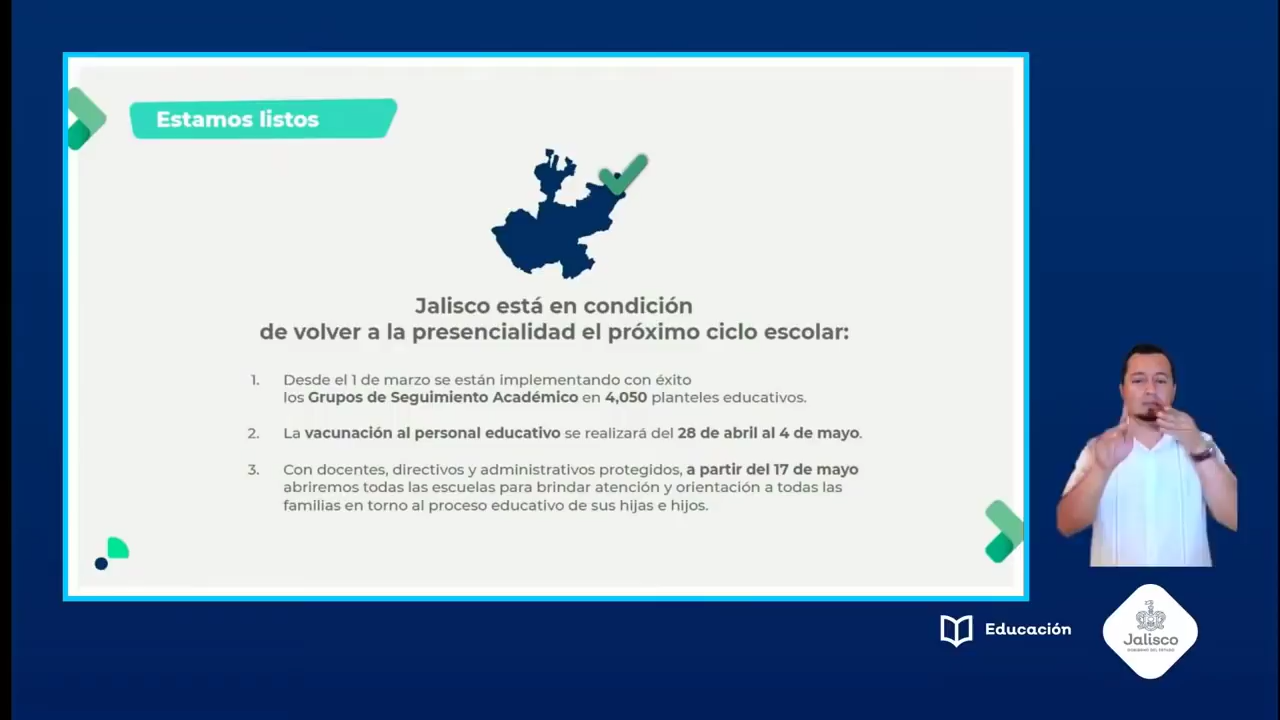 Estamos listos
Jalisco está en condición
de volver a la presencialidad el próximo ciclo escolar:
1. Desde el 1 de marzo se están implementando con éxito
los Grupos de Seguimiento Académico en 4,050 planteles educativos.
2. La vacunación al personal educativo se realizará del 28 de abril al 4 de mayo.
3. Con docentes, directivos y administrativos protegidos, a partir del 17 de mayo
abriremos todas las escuelas para brindar atención y orientación a todas las
familias en torno al proceso educativo de sus hijas e hijos.
Educación
Jalisco
GOBIERNO DEL ESTADO